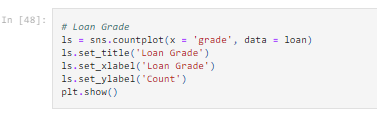 In [48]:
# Loan Grade
ls = sns.countplot(x = 'grade', data = loan)
ls.set_title('Loan Grade')
ls.set_xlabel('Loan Grade')
ls.set_ylabel('Count')
plt.show()